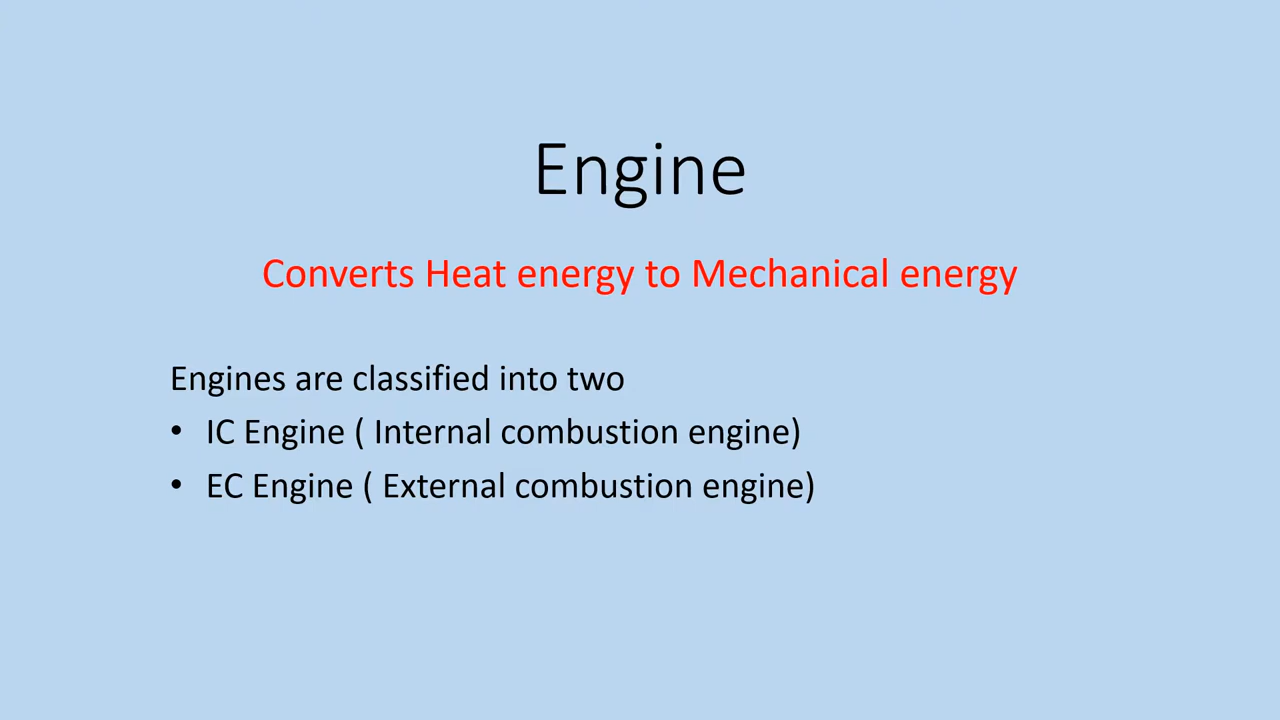 Engine
Converts Heat energy to Mechanical energy
Engines are classified into two
• IC Engine ( Internal combustion engine)
• EC Engine ( External combustion engine)